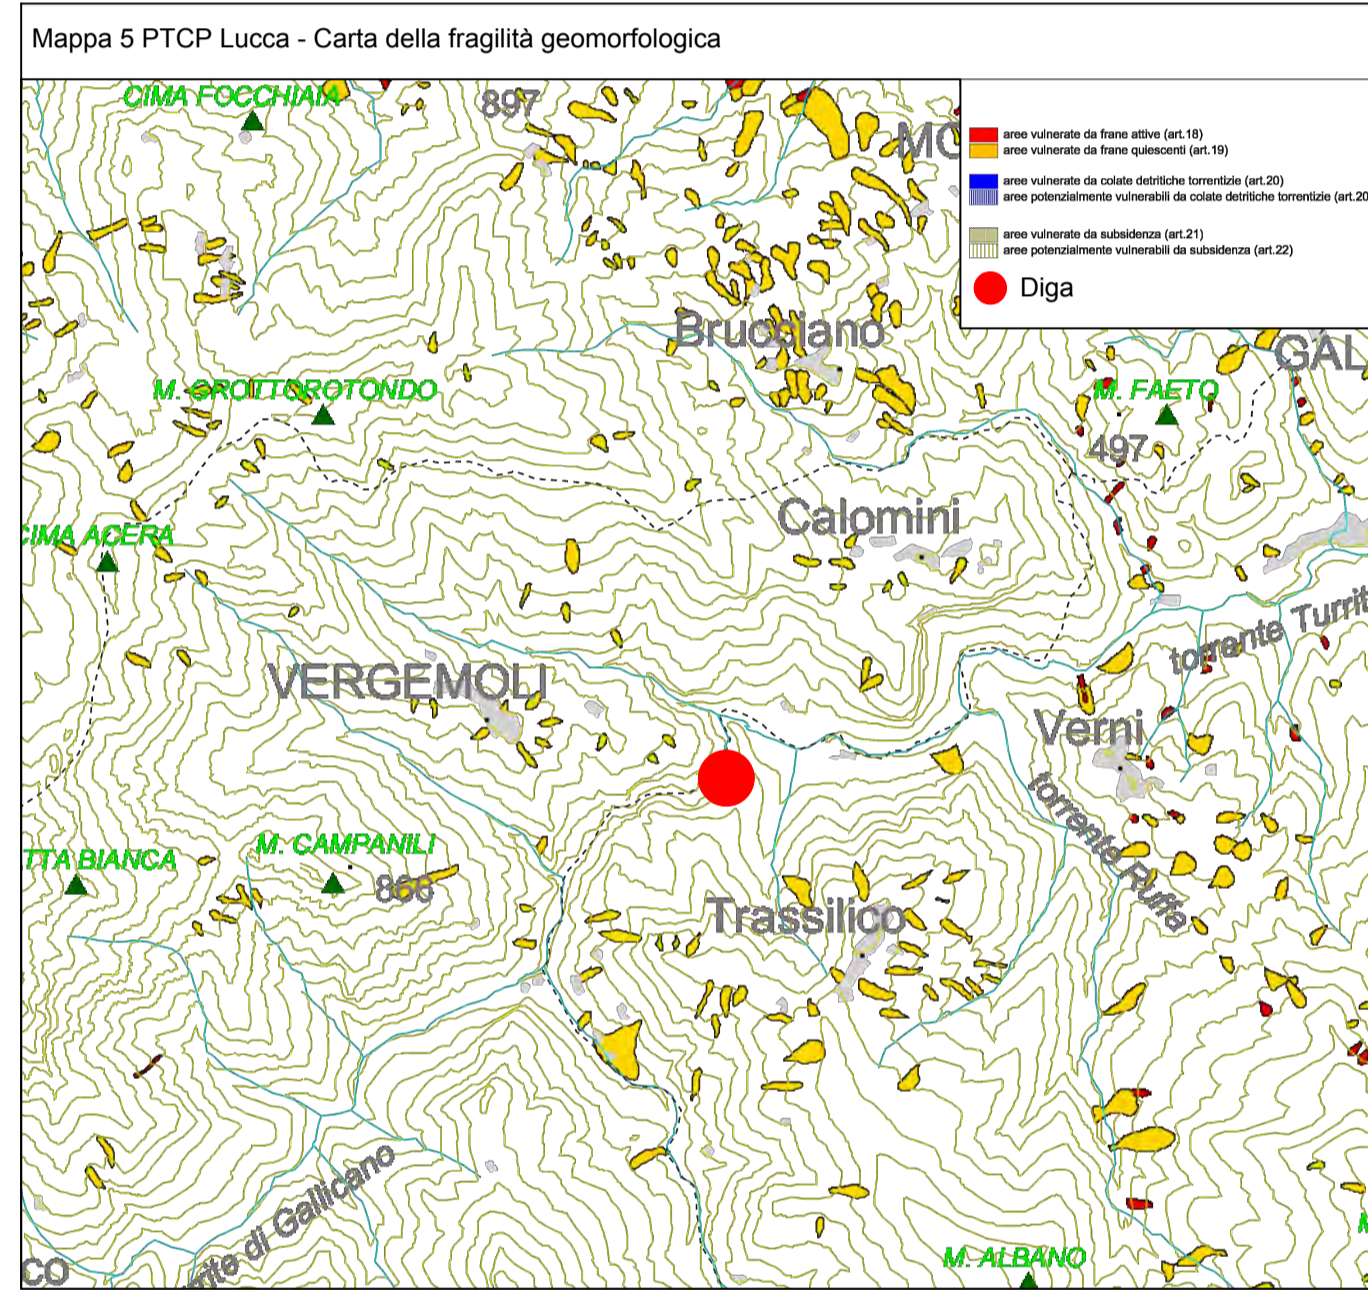 Mappa 5 PTCP Lucca - Carta della fragilità geomorfologica
CIMA FOCCHIAIA
897
MO
aree vulnerate da frane attive (art.18)
aree vulnerate da frane quiescenti (art.19)
aree vulnerate da colate detritiche torrentizie (art.20)
aree potenzialmente vulnerabili da colate detritiche torrentizie (art.20
aree vulnerate da subsidenza (art.21)
aree potenzialmente vulnerabili da subsidenza (art.22)
Diga
Brucciano
GAL
M. GROTTOROTONDO
M. FAETO
497
Calomini
CIMA ACERA
torrente Turrit
VERGEMOLI
Verni
torrente Ruffa
TTA BIANCA
M. CAMPANILI
866
Trassilico
rrite di Gallicano
M. ALBANO
M
CO